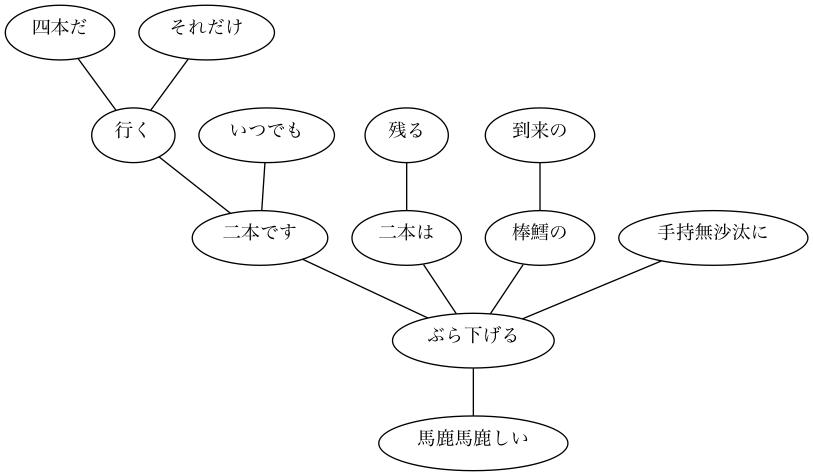 四本だ
それだけ
行く
いつでも
残る
到来の
二本です
二本は
棒鱈の
手持無沙汰に
ぶら下げる
馬鹿馬鹿しい